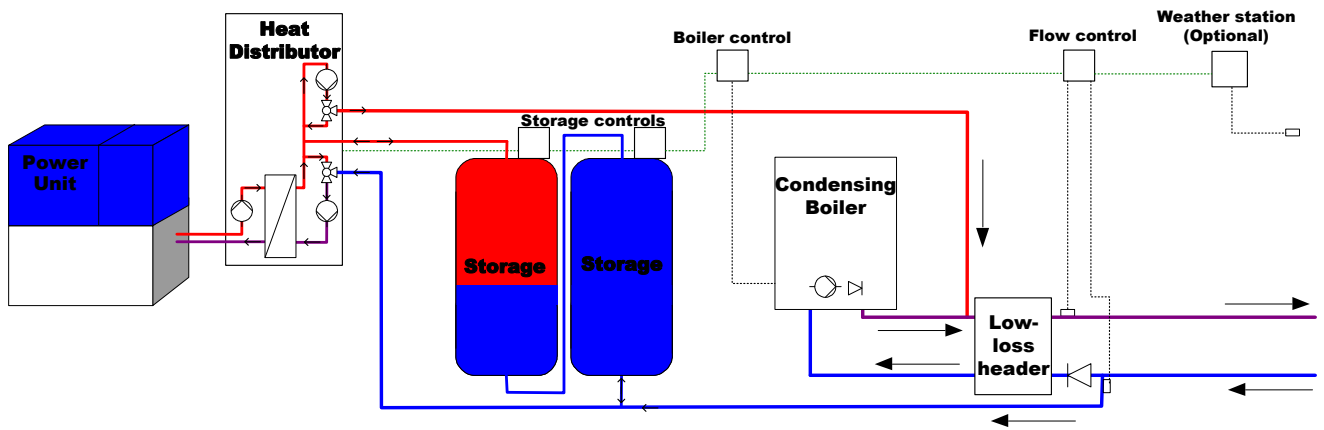 Heat
Distributor
Boiler control
Flow control
Weather station
(Optional)
Storage controls
Power
Unit
Condensing
Boiler
Storage
Storage
Low-
loss
header